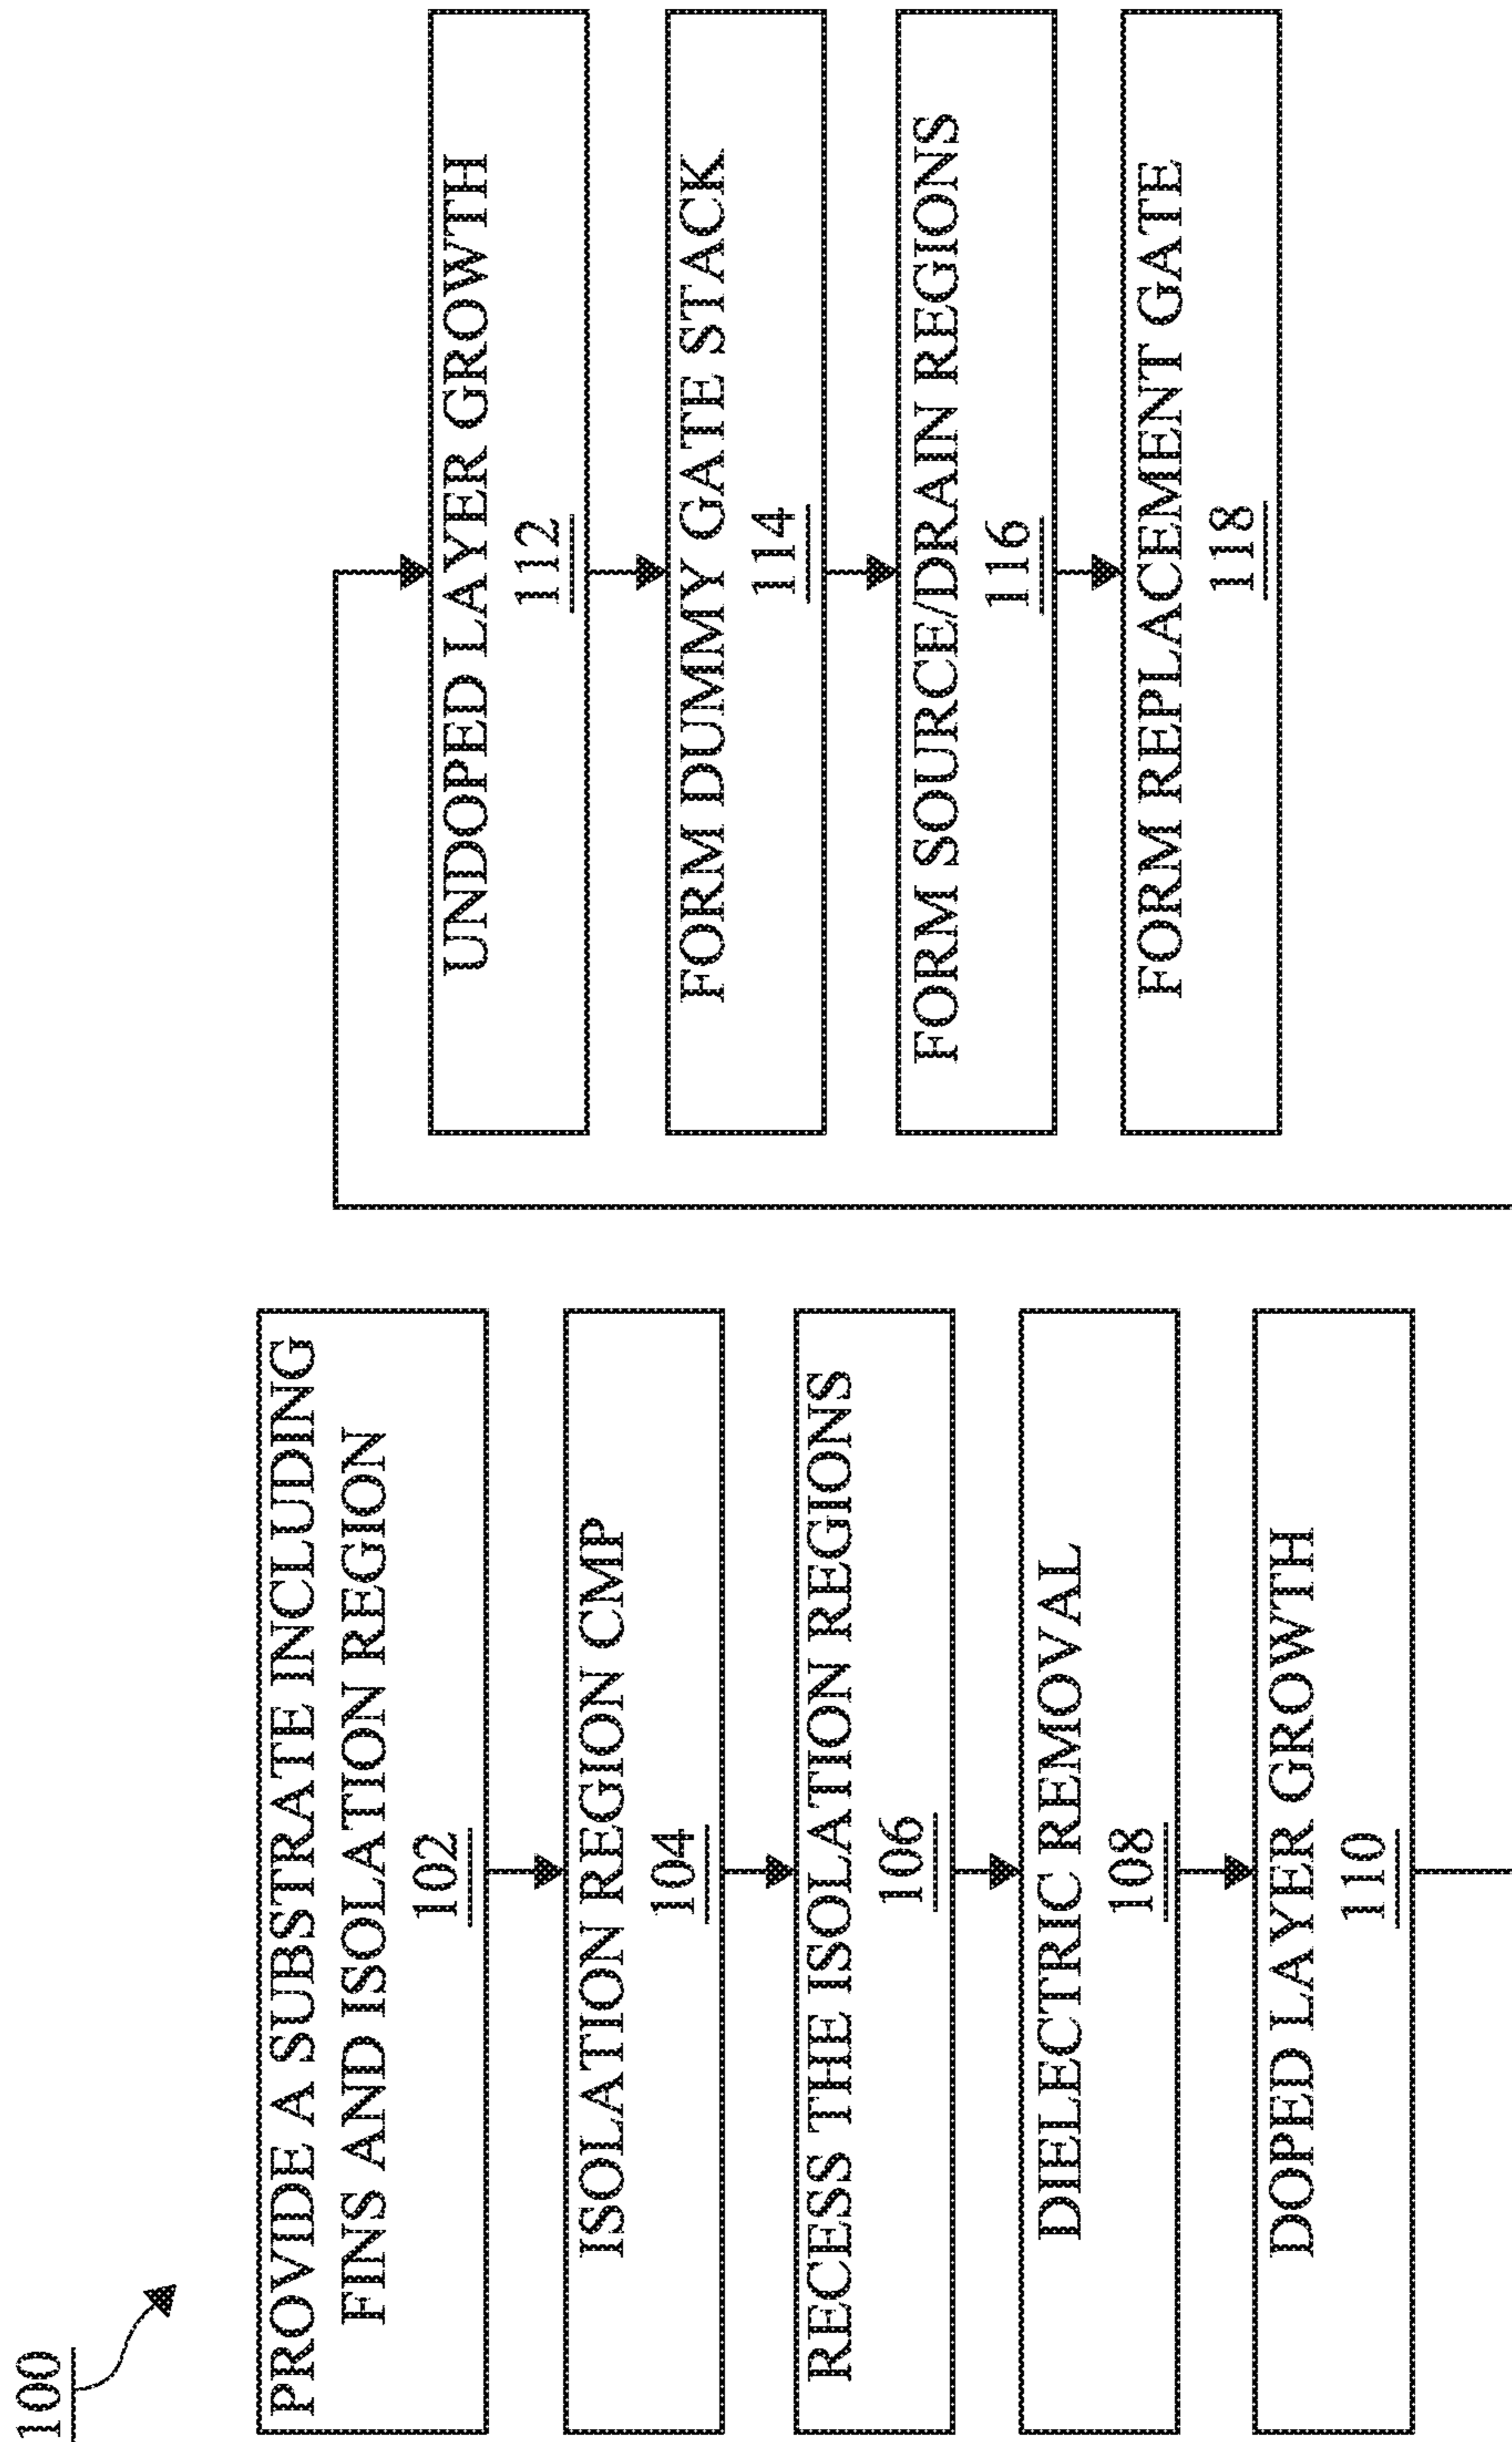 100
PROVIDE A SUBSTRATE INCLUDING
FINS AND ISOLATION REGION
102
ISOLATION REGION CMP
104
RECESS THE ISOLATION REGIONS
106
DIELECTRIC REMOVAL
108
DOPED LAYER GROWTH
110
UNDOPED LAYER GROWTH
112
FORM DUMMY GATE STACK
114
FORM SOURCE/DRAIN REGIONS
116
FORM REPLACEMENT GATE
118